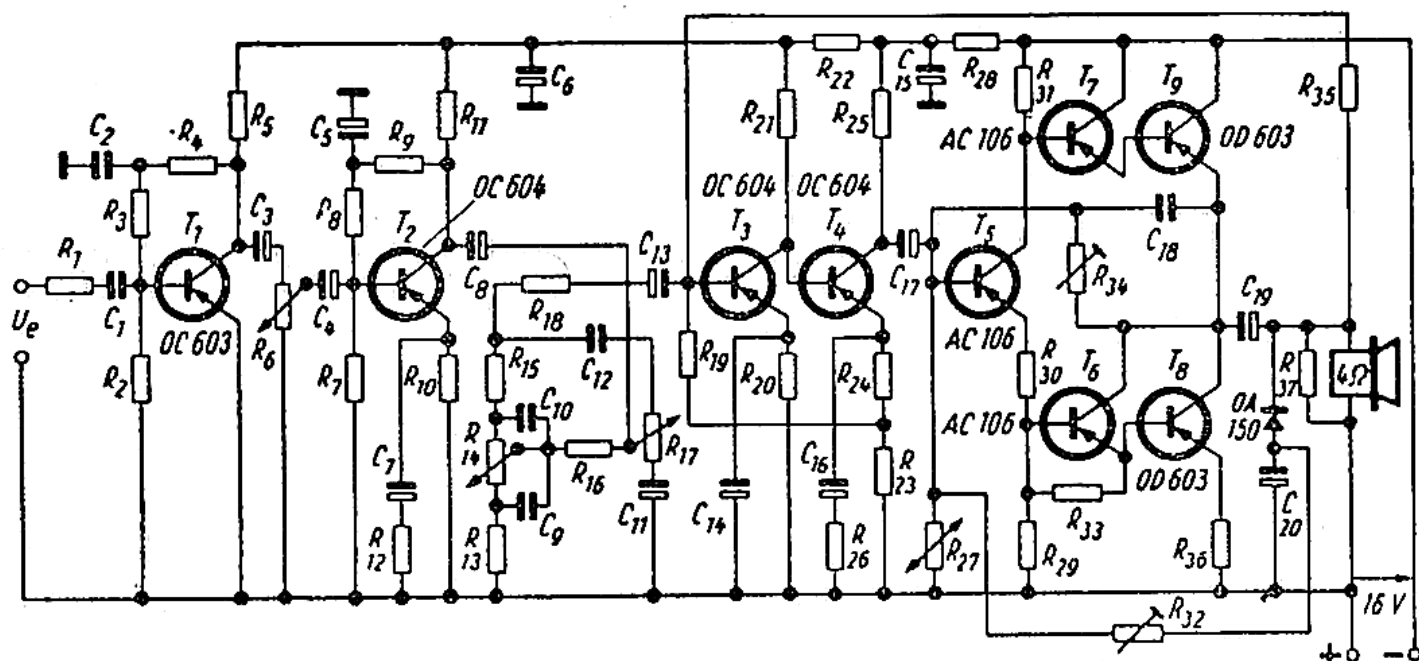 C6
R22
C
15
R28
R
31
T7
T9
R35
C2
R4
R5
C5
R9
R11
R21
R25
AC 106
OD 603
R3
C3
R8
OC 604
OC 604
OC 604
R1
T1
T2
C13
T3
T4
T5
C18
Ue
C1
R6
C4
C8
R18
C17
R34
C19
OC 603
AC 106
R2
R7
R10
R15
C12
R19
R20
R24
R
30
T6
T8
R
37
4Ω
C10
R
14
R16
R17
AC 106
OA
150
C7
C9
C11
C14
C16
R
23
R33
OD 603
C
20
R
12
R
13
R
26
R27
R29
R36
R32
16 V
+
−